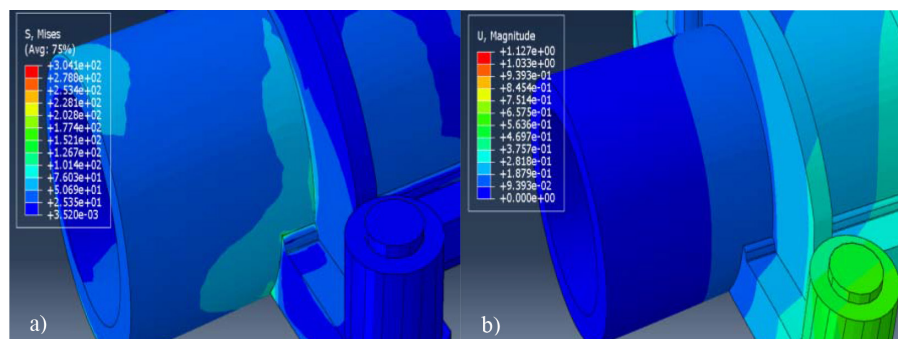 S, Mises
(Avg: 75%)
+3.041e+02
+2.788e+02
+2.534e+02
+2.281e+02
+2.028e+02
+1.774e+02
+1.521e+02
+1.267e+02
+1.014e+02
+7.603e+01
+5.069e+01
+2.535e+01
+3.520e-03
a)
U, Magnitude
+1.127e+00
+1.033e+00
+9.393e-01
+8.454e-01
+7.514e-01
+6.575e-01
+5.636e-01
+4.697e-01
+3.757e-01
+2.818e-01
+1.879e-01
+9.393e-02
+0.000e+00
b)